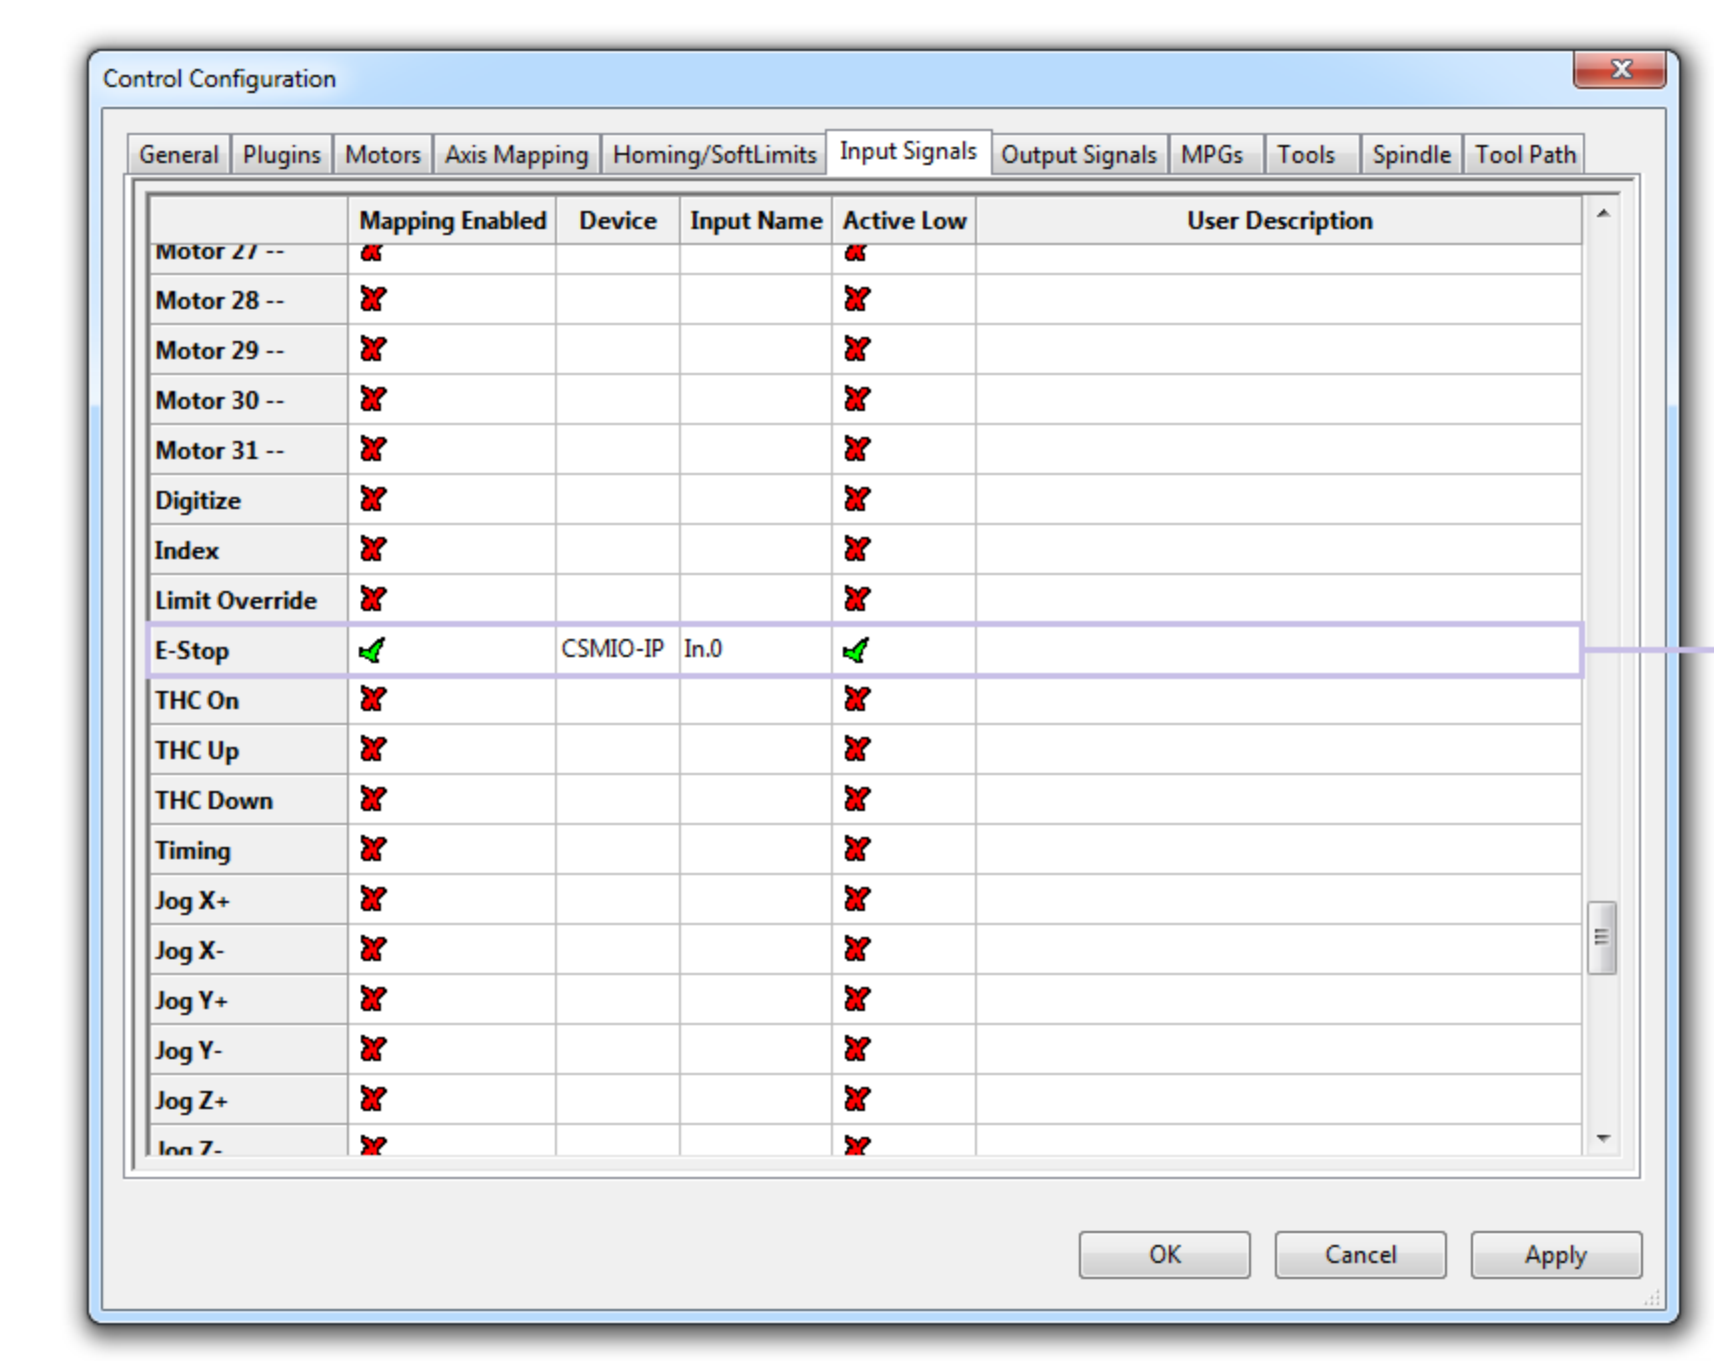 Control Configuration
General Plugins Motors Axis Mapping Homing/SoftLimits Input Signals Output Signals MPGs Tools Spindle Tool Path
Mapping Enabled Device Input Name Active Low User Description
Motor 27 --
Motor 28 --
Motor 29 --
Motor 30 --
Motor 31 --
Digitize
Index
Limit Override
E-Stop CSMIO-IP In.0
THC On
THC Up
THC Down
Timing
Jog X+
Jog X-
Jog Y+
Jog Y-
Jog Z+
Jog Z-
OK Cancel Apply